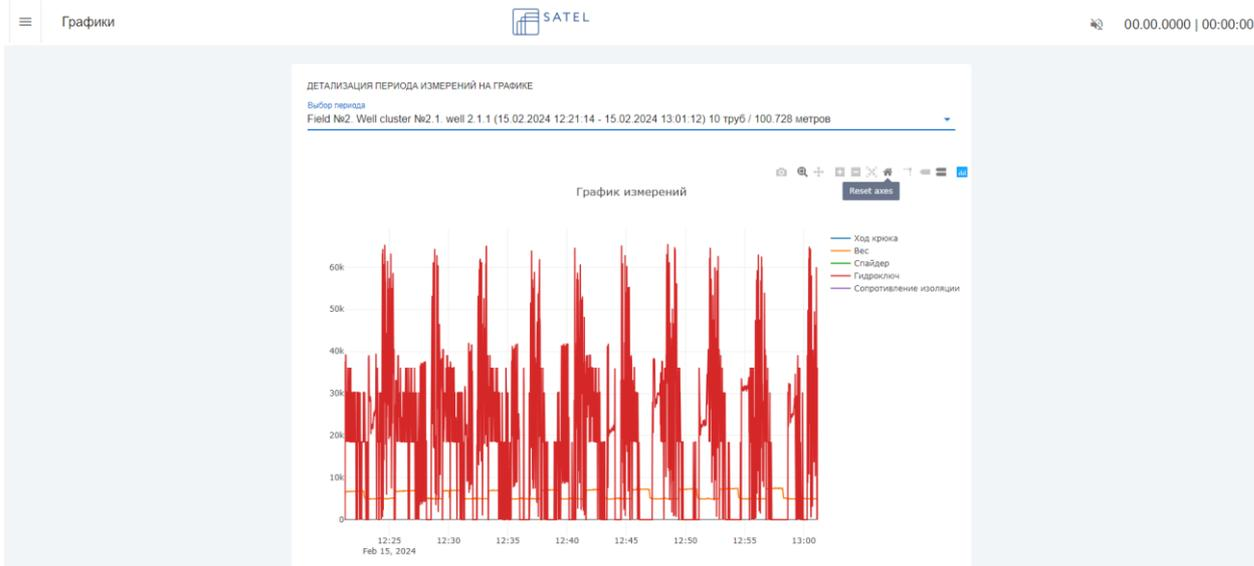 Графики
SATEL
00.00.0000 | 00:00:00
ДЕТАЛИЗАЦИЯ ПЕРИОДА ИЗМЕРЕНИЙ НА ГРАФИКЕ
Выбор периода
Field №2. Well cluster №2.1. well 2.1.1 (15.02.2024 12:21:14 - 15.02.2024 13:01:12) 10 труб / 100.728 метров
Reset axes
График измерений
Ход крюка
Вес
Спайдер
Гидроключ
Сопротивление изоляции
60k
50k
40k
30k
20k
10k
0
12:25 12:30 12:35 12:40 12:45 12:50 12:55 13:00
Feb 15, 2024